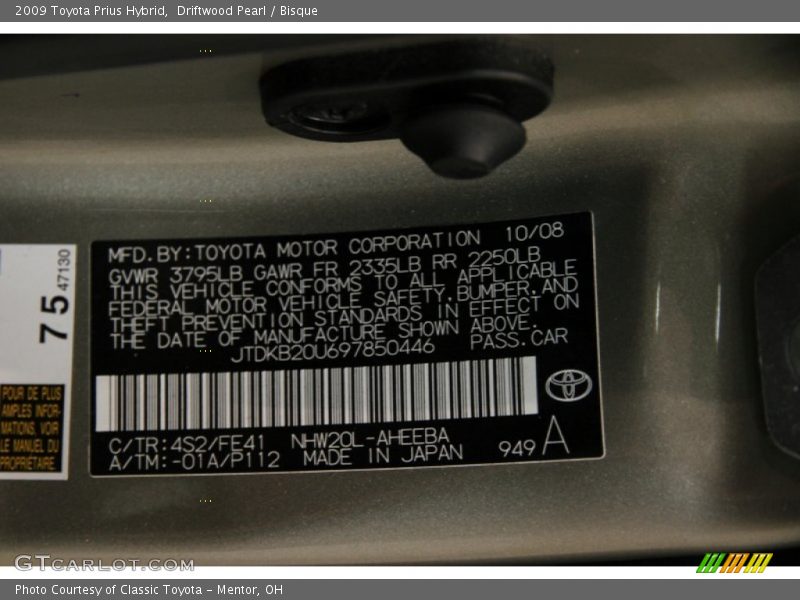 2009 Toyota Prius Hybrid,  Driftwood Pearl / Bisque
MFD. BY: TOYOTA MOTOR CORPORATION 10/08
GVWR 3795LB GAWR FR 2335LB RR 2250LB
THIS VEHICLE CONFORMS TO ALL APPLICABLE
FEDERAL MOTOR VEHICLE SAFETY, BUMPER, AND
THEFT PREVENTION STANDARDS IN EFFECT ON
THE DATE OF MANUFACTURE SHOWN ABOVE.
JTDKB20U697850446 PASS. CAR
C/TR: 4S2/FE41 NHW20L-AHEEBA
A/TM:-01A/P112 MADE IN JAPAN 949 A
75
47130
POUR DE PLUS
AMPLES INFOR-
MATIONS, VOIR
LE MANUEL DU
PROPRIÉTAIRE
GTCARLOT.COM
Photo Courtesy of Classic Toyota - Mentor, OH